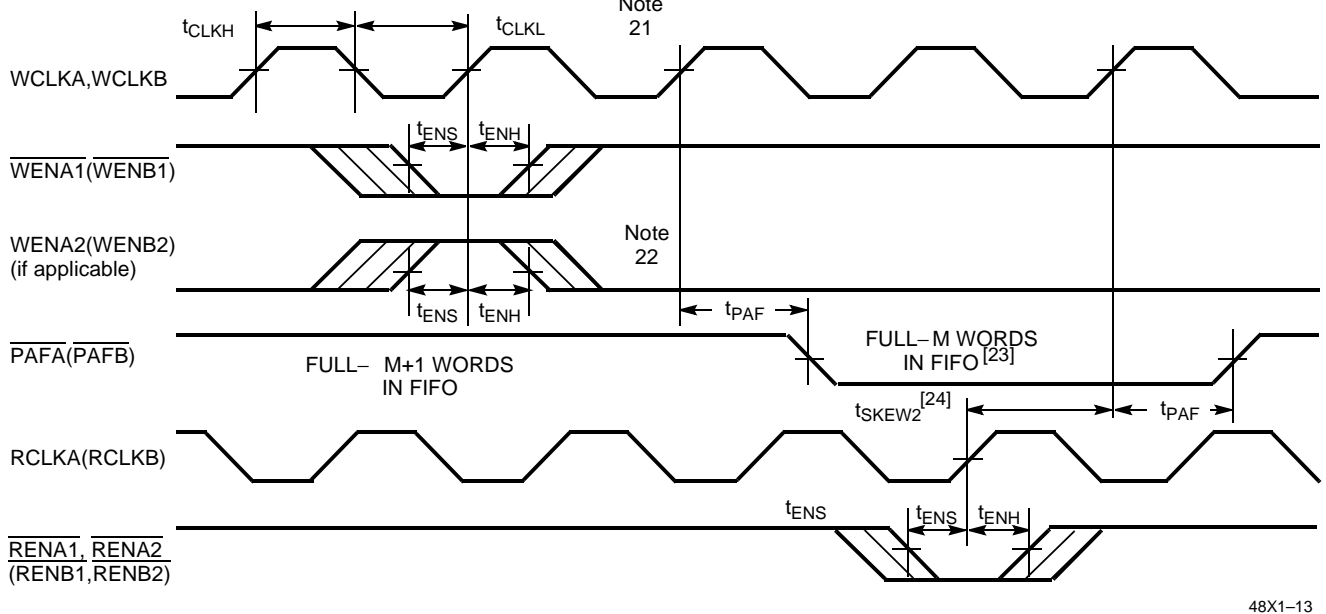 Note
21
tCLKH
tCLKL
WCLKA,WCLKB
tENS
tENH
WENA1(WENB1)
WENA2(WENB2)
(if applicable)
Note
22
tENS
tENH
tPAF
PAFA(PAFB)
FULL– M+1 WORDS
IN FIFO
FULL–M WORDS
IN FIFO[23]
tSKEW2[24]
tPAF
RCLKA(RCLKB)
tENS
tENS
tENH
RENA1, RENA2
(RENB1,RENB2)
48X1–13